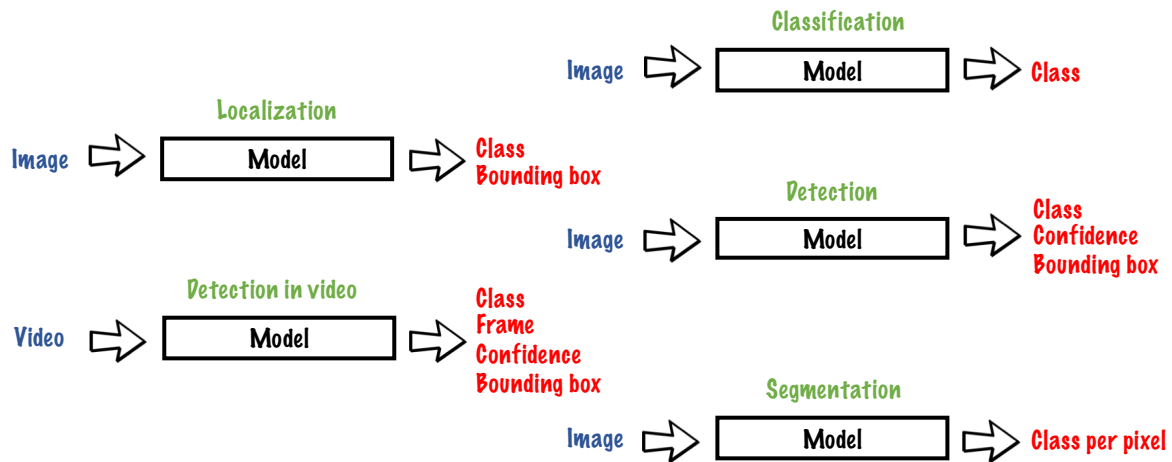 Classification
Image
Model
Class
Localization
Image
Model
Class
Bounding box
Detection
Image
Model
Class
Confidence
Bounding box
Detection in video
Video
Model
Class
Frame
Confidence
Bounding box
Segmentation
Image
Model
Class per pixel